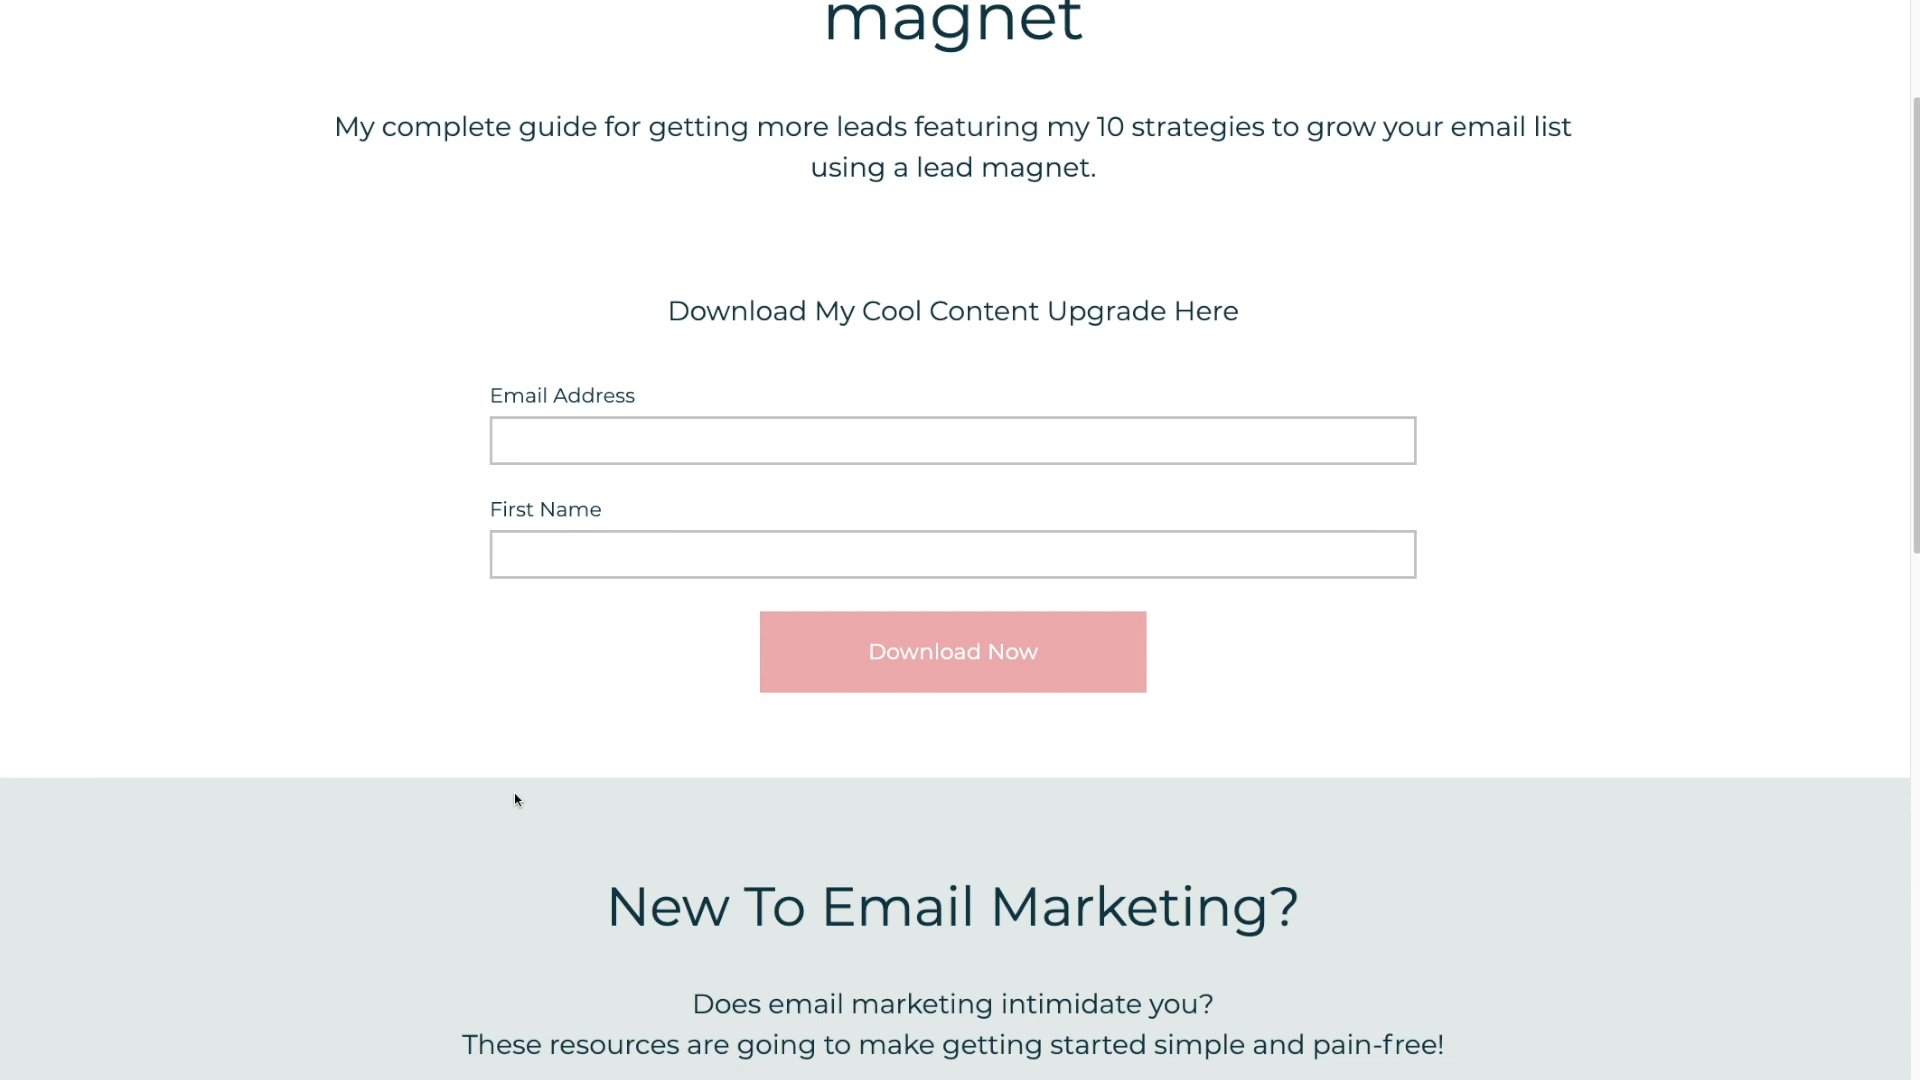 magnet
My complete guide for getting more leads featuring my 10 strategies to grow your email list
using a lead magnet.
Download My Cool Content Upgrade Here
Email Address
First Name
Download Now
New To Email Marketing?
Does email marketing intimidate you?
These resources are going to make getting started simple and pain-free!